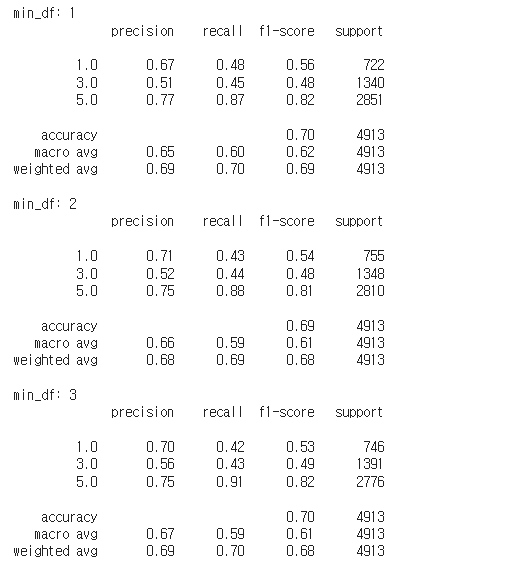 min_df: 1
precision recall f1-score support
1.0 0.67 0.48 0.56 722
3.0 0.51 0.45 0.48 1340
5.0 0.77 0.87 0.82 2851
accuracy 0.70 4913
macro avg 0.65 0.60 0.62 4913
weighted avg 0.69 0.70 0.69 4913
min_df: 2
precision recall f1-score support
1.0 0.71 0.43 0.54 755
3.0 0.52 0.44 0.48 1348
5.0 0.75 0.88 0.81 2810
accuracy 0.69 4913
macro avg 0.66 0.59 0.61 4913
weighted avg 0.68 0.69 0.68 4913
min_df: 3
precision recall f1-score support
1.0 0.70 0.42 0.53 746
3.0 0.56 0.43 0.49 1391
5.0 0.75 0.91 0.82 2776
accuracy 0.70 4913
macro avg 0.67 0.59 0.61 4913
weighted avg 0.69 0.70 0.68 4913